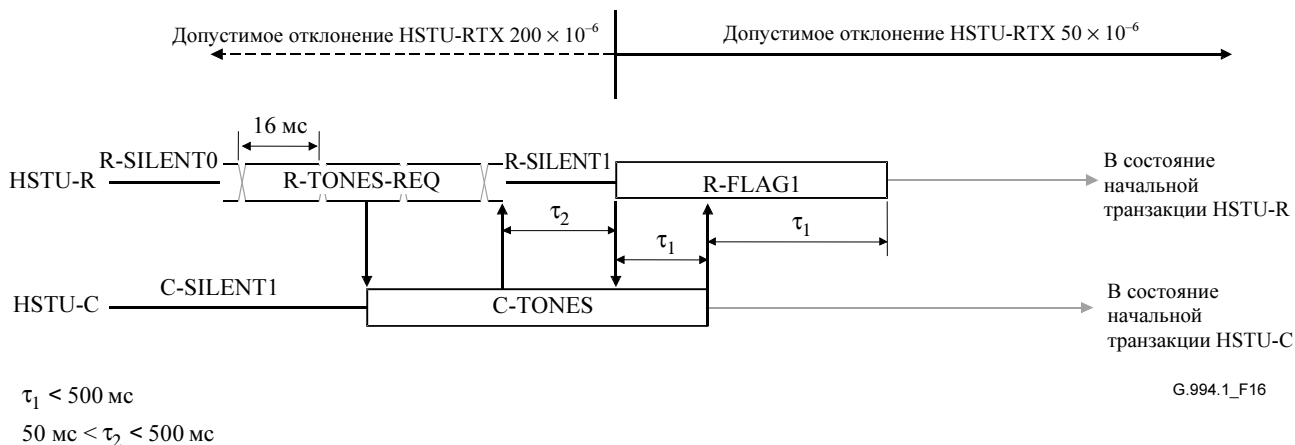 Допустимое отклонение HSTU-RTX 200 × 10⁻⁶
Допустимое отклонение HSTU-RTX 50 × 10⁻⁶
16 мс
R-SILENT0
R-SILENT1
HSTU-R
R-TONES-REQ
R-FLAG1
В состояние
начальной
транзакции HSTU-R
τ₂
τ₁
τ₁
C-SILENT1
HSTU-C
C-TONES
В состояние
начальной
транзакции HSTU-C
τ₁ < 500 мс
50 мс < τ₂ < 500 мс
G.994.1_F16